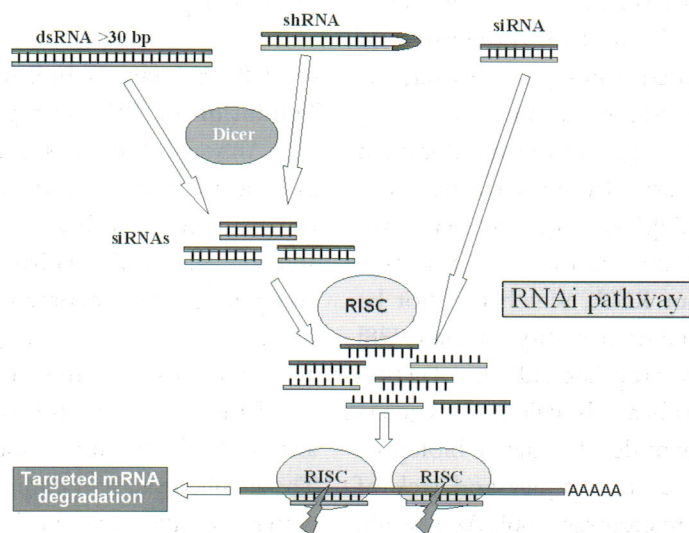 dsRNA >30 bp
shRNA
siRNA
Dicer
siRNAs
RISC
RNAi pathway
RISC
RISC
AAAAA
Targeted mRNA
degradation